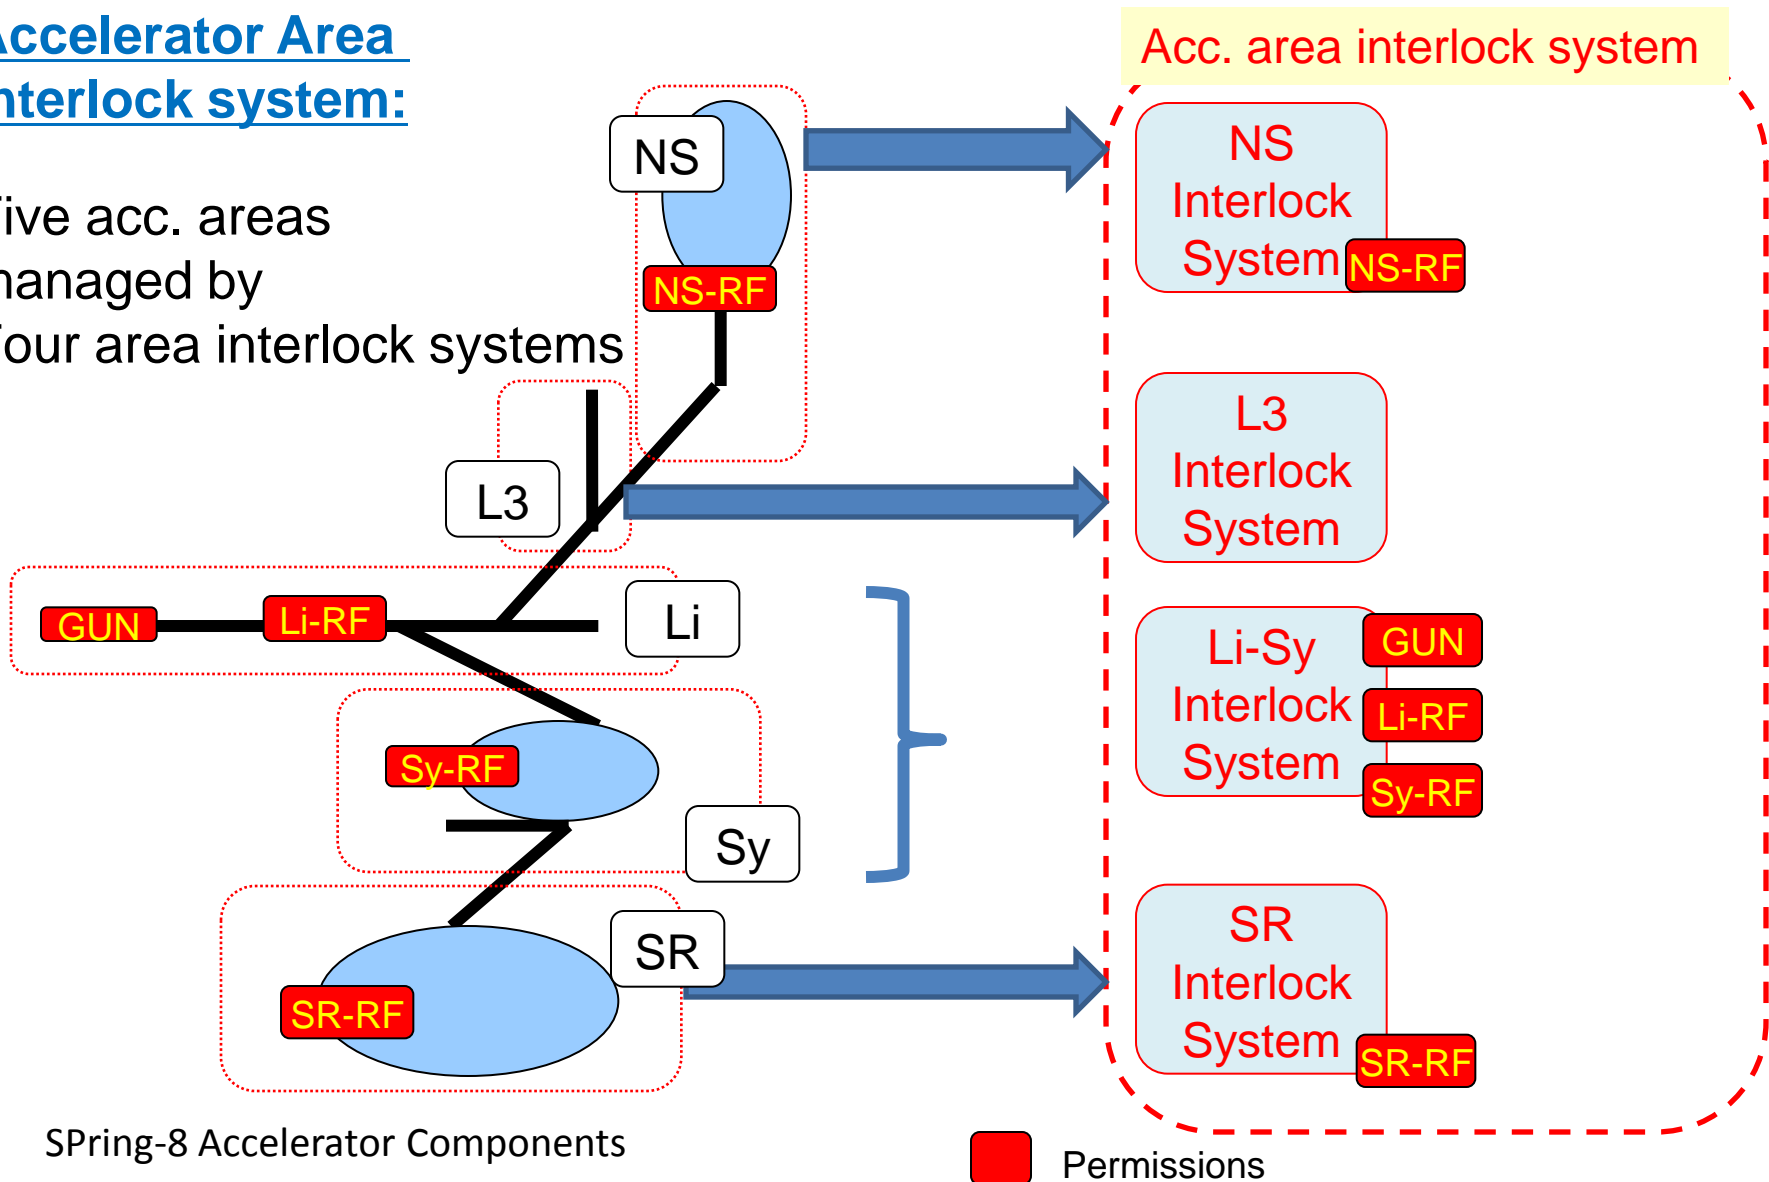 Accelerator Area
nterlock system:
ive acc. areas
managed by
our area interlock systems
NS
NS-RF
L3
GUN
Li-RF
Li
Sy-RF
Sy
SR
SR-RF
SPring-8 Accelerator Components
Acc. area interlock system
NS
Interlock
System
NS-RF
L3
Interlock
System
Li-Sy
Interlock
System
GUN
Li-RF
Sy-RF
SR
Interlock
System
SR-RF
Permissions